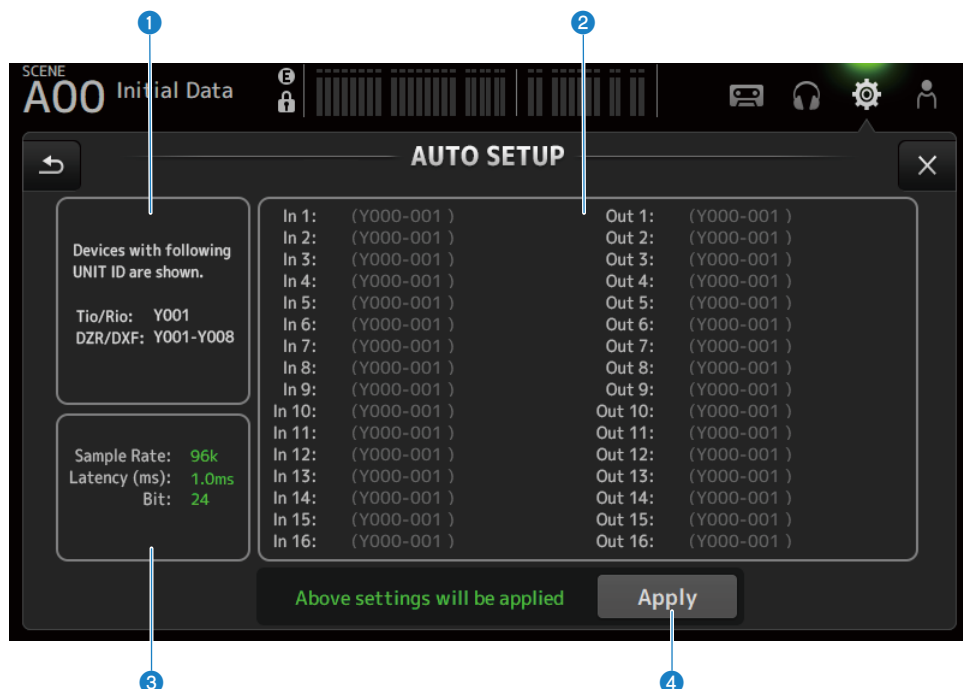 1
2
SCENE
A00 Initial Data
E
AUTO SETUP
Devices with following
UNIT ID are shown.
Tio/Rio: Y001
DZR/DXF: Y001-Y008
In 1: (Y000-001 ) Out 1: (Y000-001 )
In 2: (Y000-001 ) Out 2: (Y000-001 )
In 3: (Y000-001 ) Out 3: (Y000-001 )
In 4: (Y000-001 ) Out 4: (Y000-001 )
In 5: (Y000-001 ) Out 5: (Y000-001 )
In 6: (Y000-001 ) Out 6: (Y000-001 )
In 7: (Y000-001 ) Out 7: (Y000-001 )
In 8: (Y000-001 ) Out 8: (Y000-001 )
In 9: (Y000-001 ) Out 9: (Y000-001 )
In 10: (Y000-001 ) Out 10: (Y000-001 )
In 11: (Y000-001 ) Out 11: (Y000-001 )
In 12: (Y000-001 ) Out 12: (Y000-001 )
In 13: (Y000-001 ) Out 13: (Y000-001 )
In 14: (Y000-001 ) Out 14: (Y000-001 )
In 15: (Y000-001 ) Out 15: (Y000-001 )
In 16: (Y000-001 ) Out 16: (Y000-001 )
Sample Rate: 96k
Latency (ms): 1.0ms
Bit: 24
Above settings will be applied
Apply
3
4